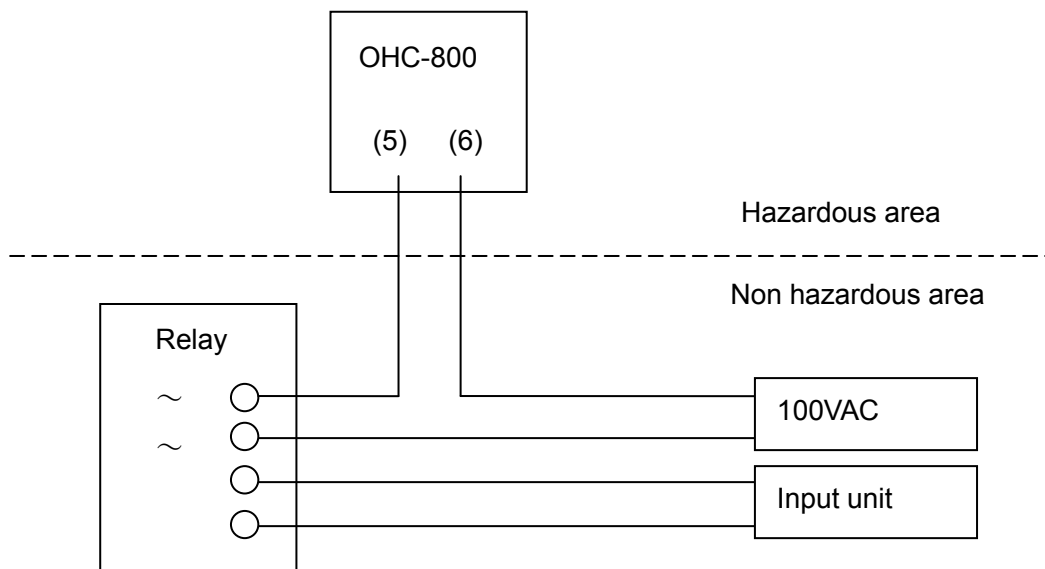 OHC-800
(5) (6)
Hazardous area
Non hazardous area
Relay
～
100VAC
～
Input unit